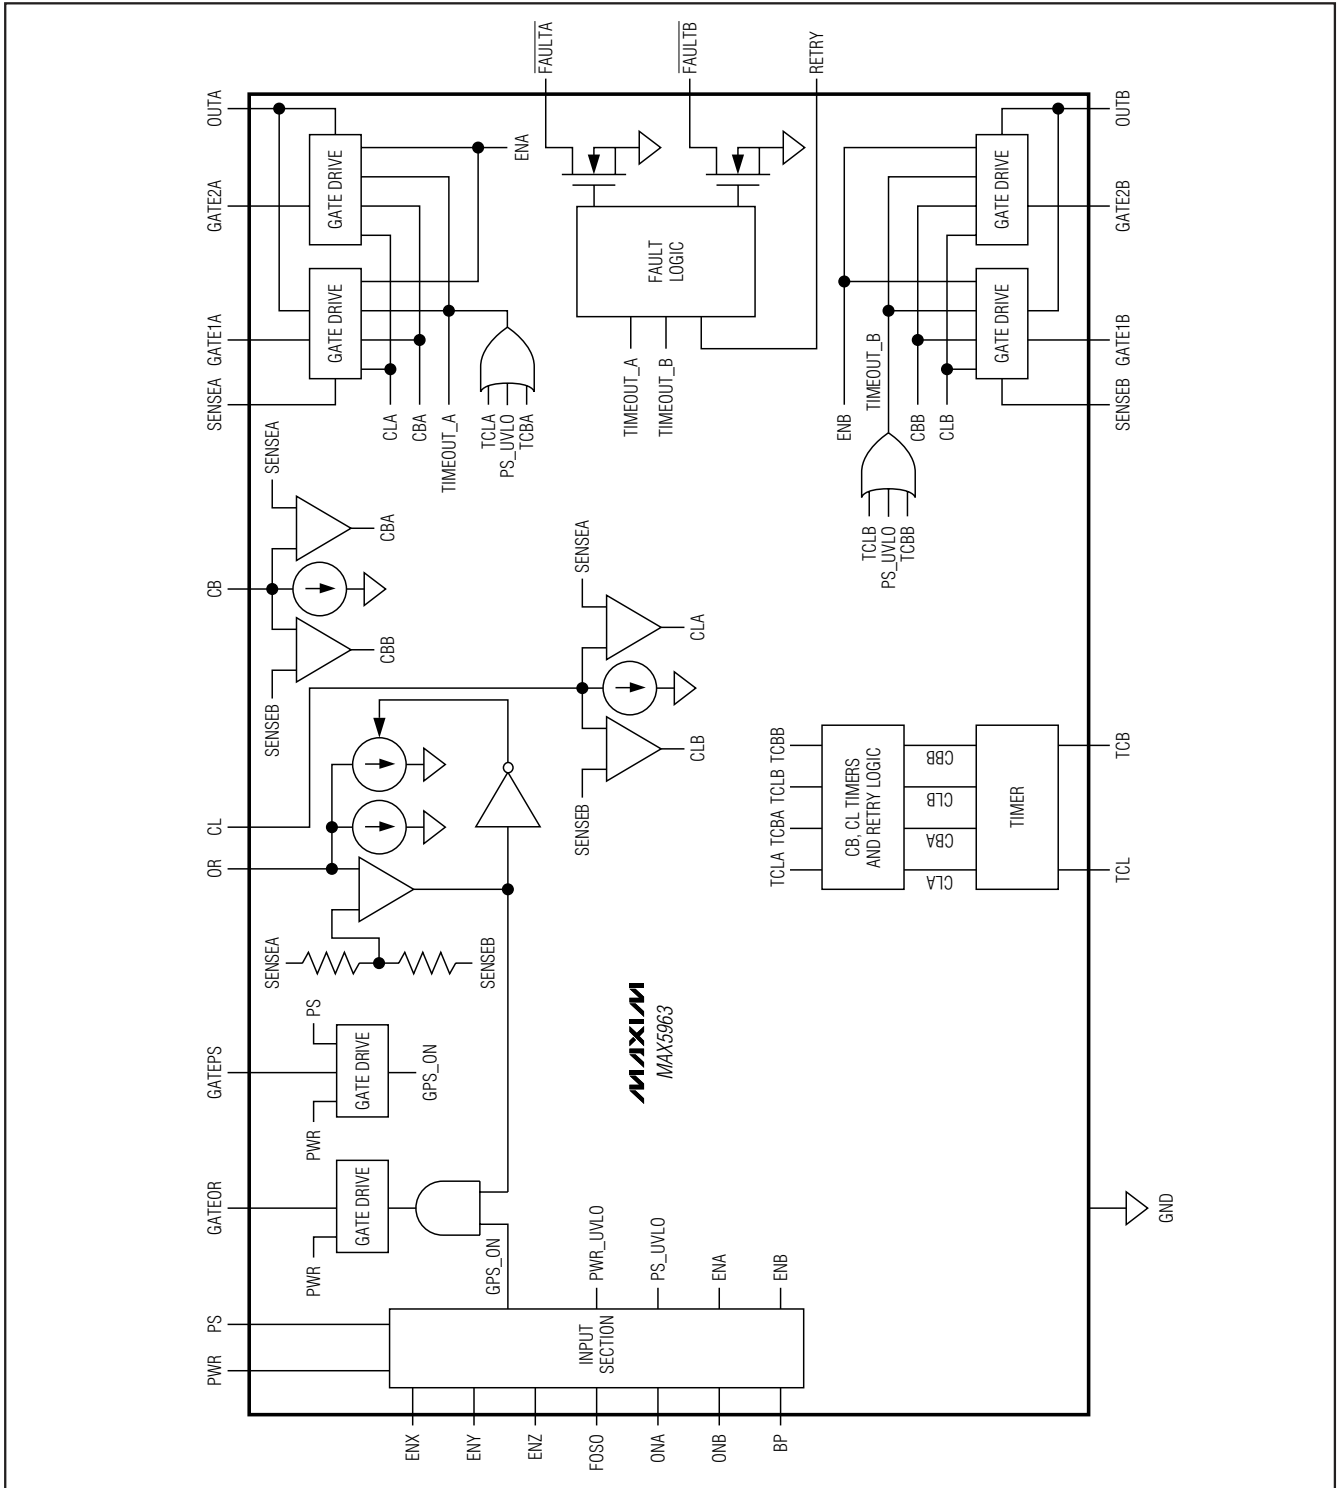 FAULTA
FAULTB
RETRY
OUTA
GATE2A
GATE1A
SENSEA
GATE DRIVE
GATE DRIVE
ENA
CLA
CBA
TIMEOUT_A
TCLA
PS_UVLO
TCBA
FAULT
LOGIC
TIMEOUT_A
TIMEOUT_B
OUTB
GATE2B
GATE1B
SENSEB
GATE DRIVE
GATE DRIVE
ENB
TIMEOUT_B
CBB
CLB
TCLB
PS_UVLO
TCBB
CB
SENSEA
CBA
CBB
SENSEB
SENSEA
CLA
CLB
SENSEB
CL
OR
SENSEA
SENSEB
TCLA
TCBA
TCLB
TCBB
CB, CL TIMERS
AND RETRY LOGIC
CBB
CLB
CBA
CLA
TIMER
TCB
TCL
GATEPS
PS
PWR
GATE DRIVE
GPS_ON
GATEOR
PWR
GATE DRIVE
GPS_ON
MAXIM
MAX5963
PS
PWR
INPUT
SECTION
PWR_UVLO
PS_UVLO
ENA
ENB
ENX
ENY
ENZ
FOSO
ONA
ONB
BP
GND